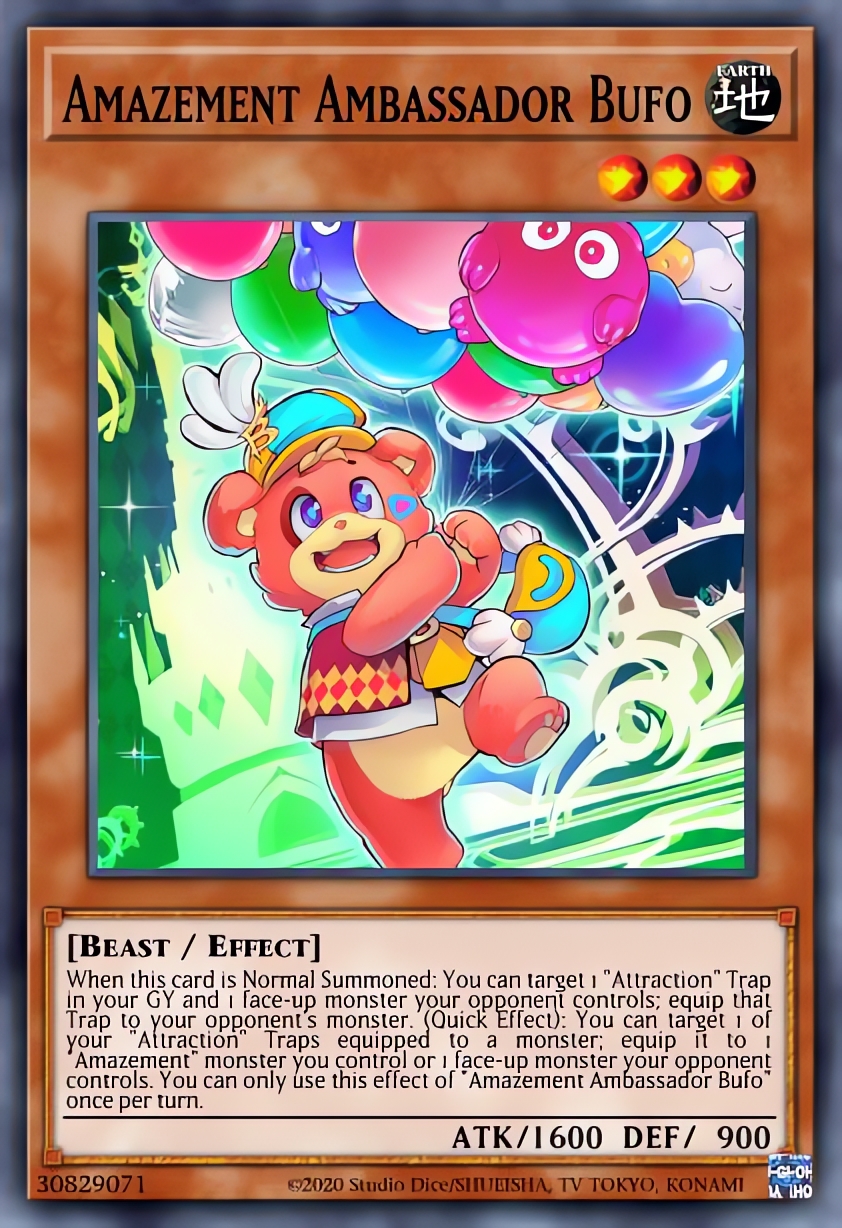 AMAZEMENT AMBASSADOR BUFO
EARTH
地
[BEAST / EFFECT]
When this card is Normal Summoned: You can target 1 "Attraction" Trap
in your GY and 1 face-up monster your opponent controls; equip that
Trap to your opponent's monster. (Quick Effect): You can target 1 of
your "Attraction" Traps equipped to a monster; equip it to 1
"Amazement" monster you control or 1 face-up monster your opponent
controls. You can only use this effect of "Amazement Ambassador Bufo"
once per turn.
ATK/1600 DEF/ 900
30829071
©2020 Studio Dice/SHUEISHA, TV TOKYO, KONAMI